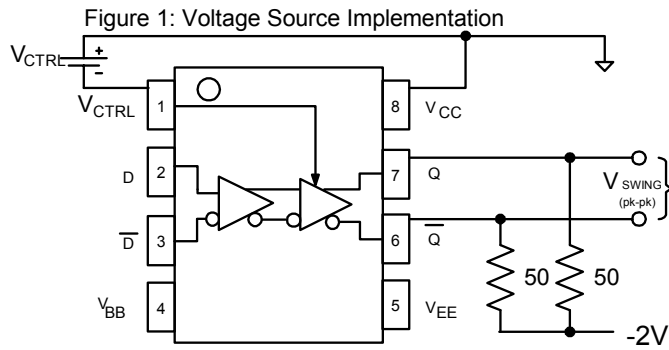 Figure 1: Voltage Source Implementation
VCTRL
+
-
VCTRL
1
8
VCC
D
2
7
Q
VSWING
(pk-pk)
D
3
6
Q
50
50
VBB
4
5
VEE
-2V